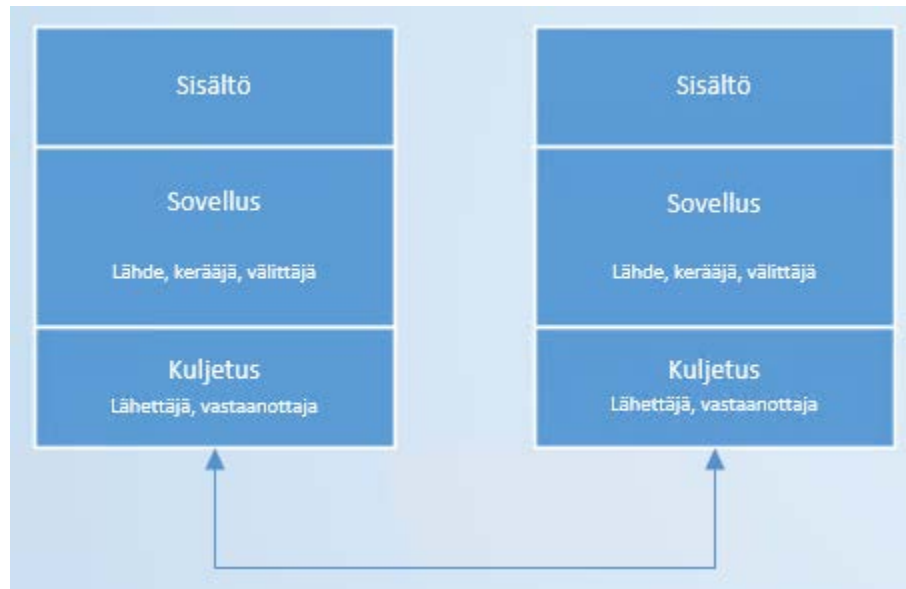 Sisältö
Sovellus
Lähde, kerääjä, välittäjä
Kuljetus
Lähettäjä, vastaanottaja
Sisältö
Sovellus
Lähde, kerääjä, välittäjä
Kuljetus
Lähettäjä, vastaanottaja